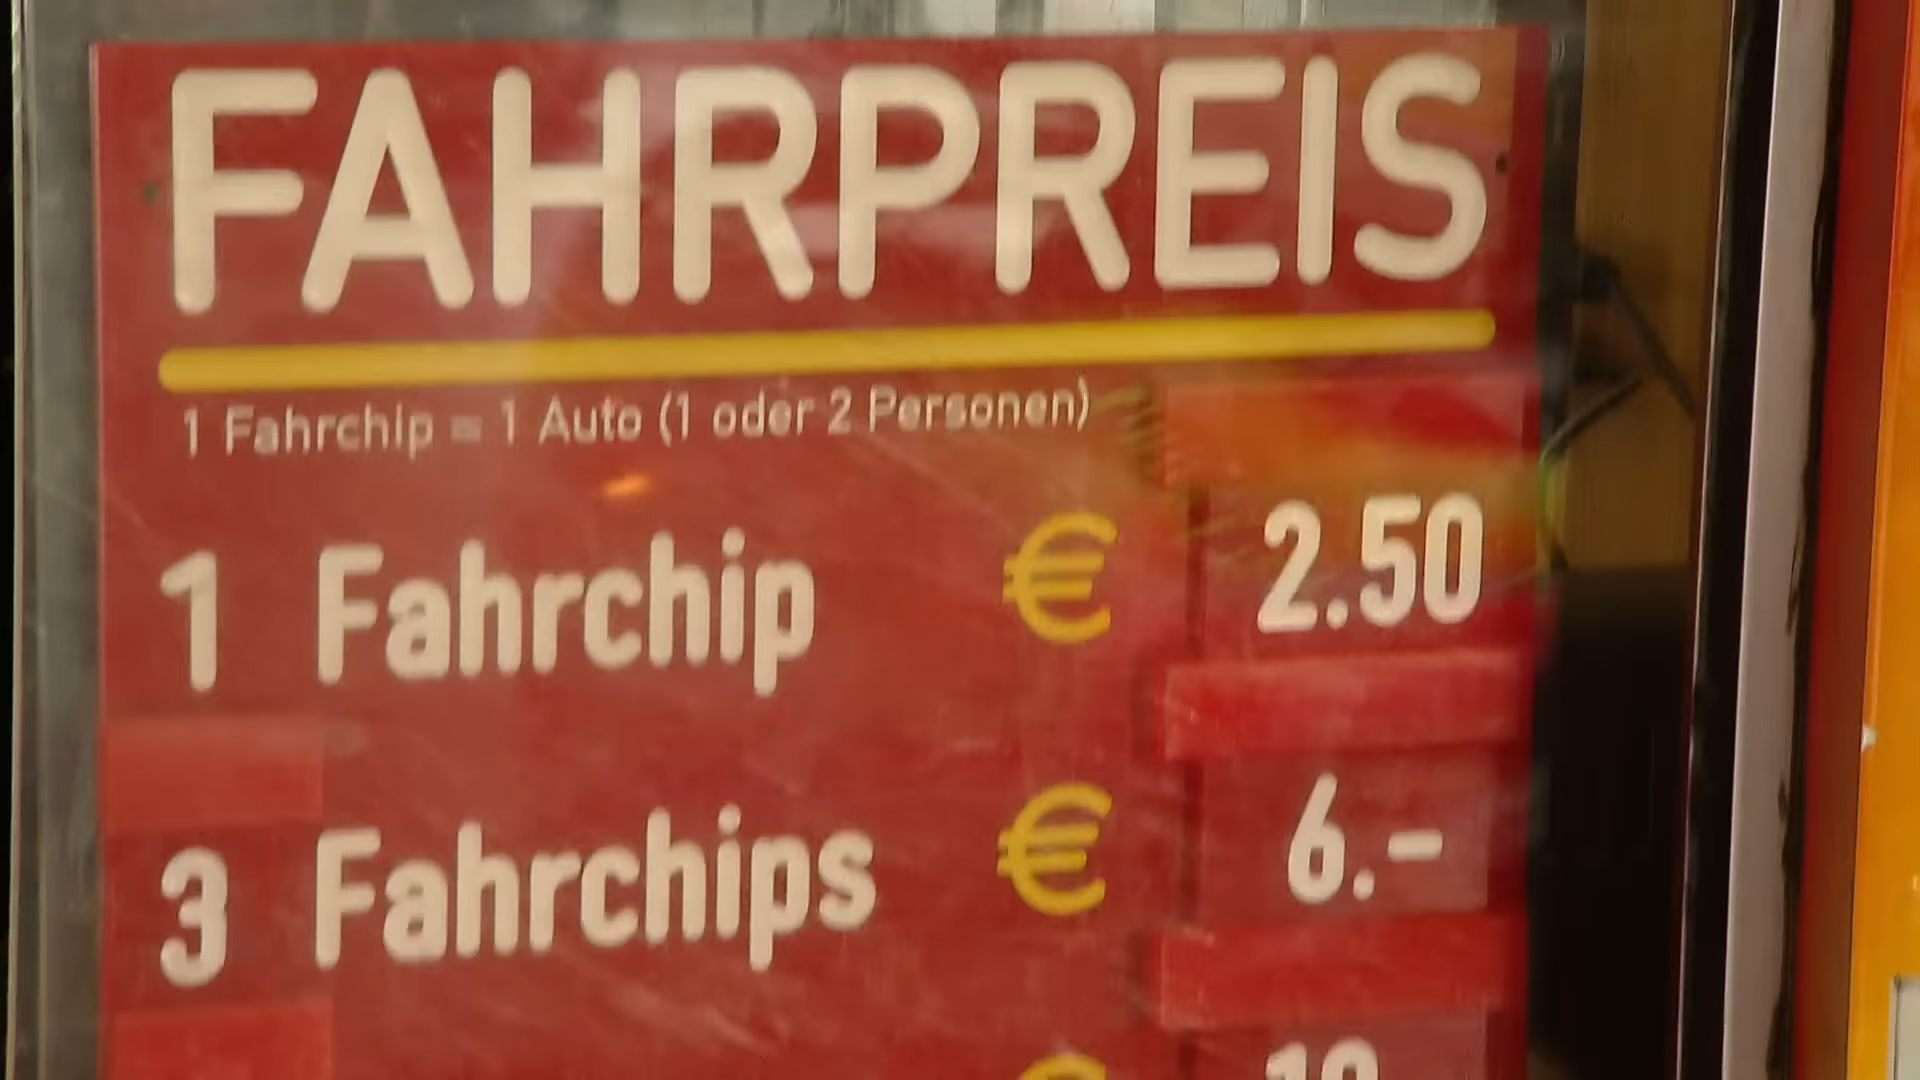 FAHRPREIS
1 Fahrchip = 1 Auto (1 oder 2 Personen)
1 Fahrchip € 2.50
3 Fahrchips € 6.-
€